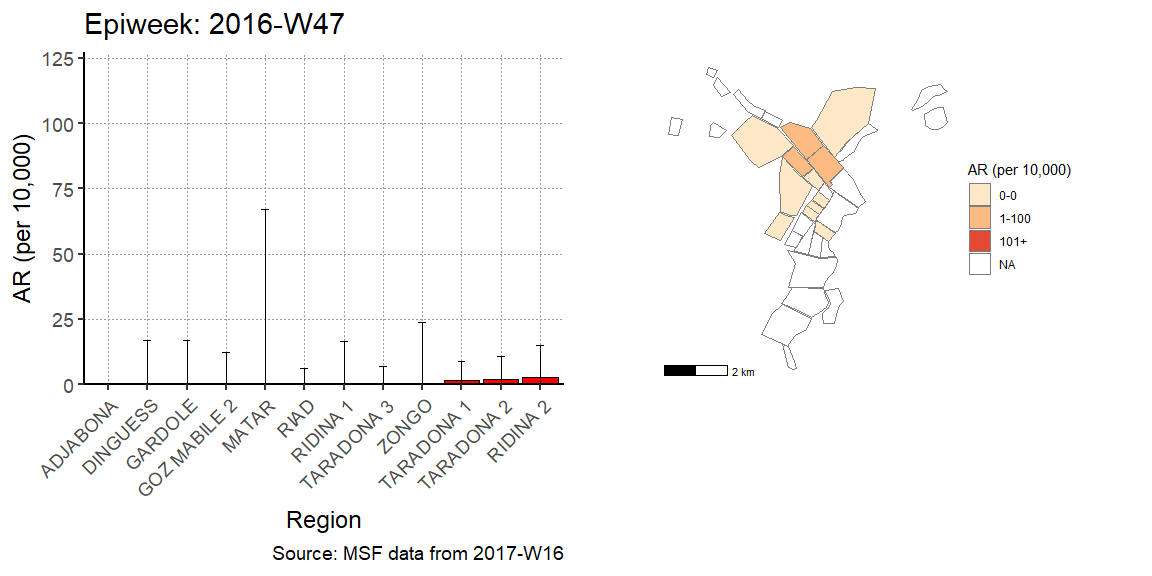 Epiweek: 2016-W47
AR (per 10,000)
125
100
75
50
25
0
ADJABONA
DINGUESS
GARDOLE
GOZ MABILE 2
MATAR
RIAD
RIDINA 1
TARADONA 3
ZONGO
TARADONA 1
TARADONA 2
RIDINA 2
Region
Source: MSF data from 2017-W16
AR (per 10,000)
0-0
1-100
101+
NA
2 km